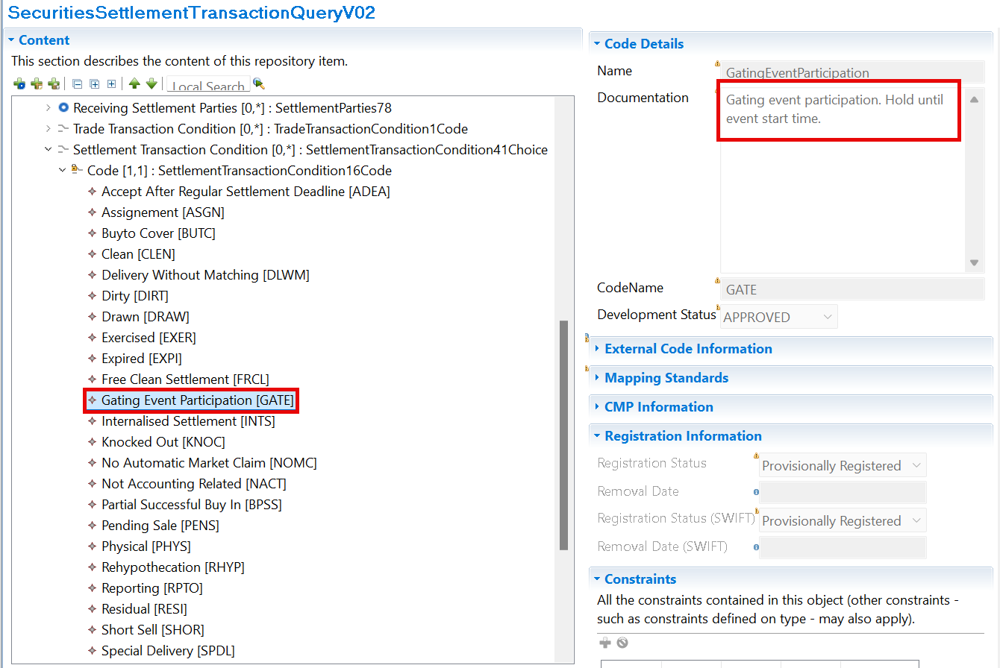 SecuritiesSettlementTransactionQueryV02
Content
This section describes the content of this repository item.
Local Search
Receiving Settlement Parties [0,*] : SettlementParties78
Trade Transaction Condition [0,*] : TradeTransactionCondition1Code
Settlement Transaction Condition [0,*] : SettlementTransactionCondition41Choice
Code [1,1] : SettlementTransactionCondition16Code
Accept After Regular Settlement Deadline [ADEA]
Assignement [ASGN]
Buyto Cover [BUTC]
Clean [CLEN]
Delivery Without Matching [DLWM]
Dirty [DIRT]
Drawn [DRAW]
Exercised [EXER]
Expired [EXPI]
Free Clean Settlement [FRCL]
Gating Event Participation [GATE]
Internalised Settlement [INTS]
Knocked Out [KNOC]
No Automatic Market Claim [NOMC]
Not Accounting Related [NACT]
Partial Successful Buy In [BPSS]
Pending Sale [PENS]
Physical [PHYS]
Rehypothecation [RHYP]
Reporting [RPTO]
Residual [RESI]
Short Sell [SHOR]
Special Delivery [SPDL]
Code Details
Name
GatingEventParticipation
Documentation
Gating event participation. Hold until
event start time.
CodeName
GATE
Development Status
APPROVED
External Code Information
Mapping Standards
CMP Information
Registration Information
Registration Status
Provisionally Registered
Removal Date
Registration Status (SWIFT)
Provisionally Registered
Removal Date (SWIFT)
Constraints
All the constraints contained in this object (other constraints -
such as constraints defined on type - may also apply).